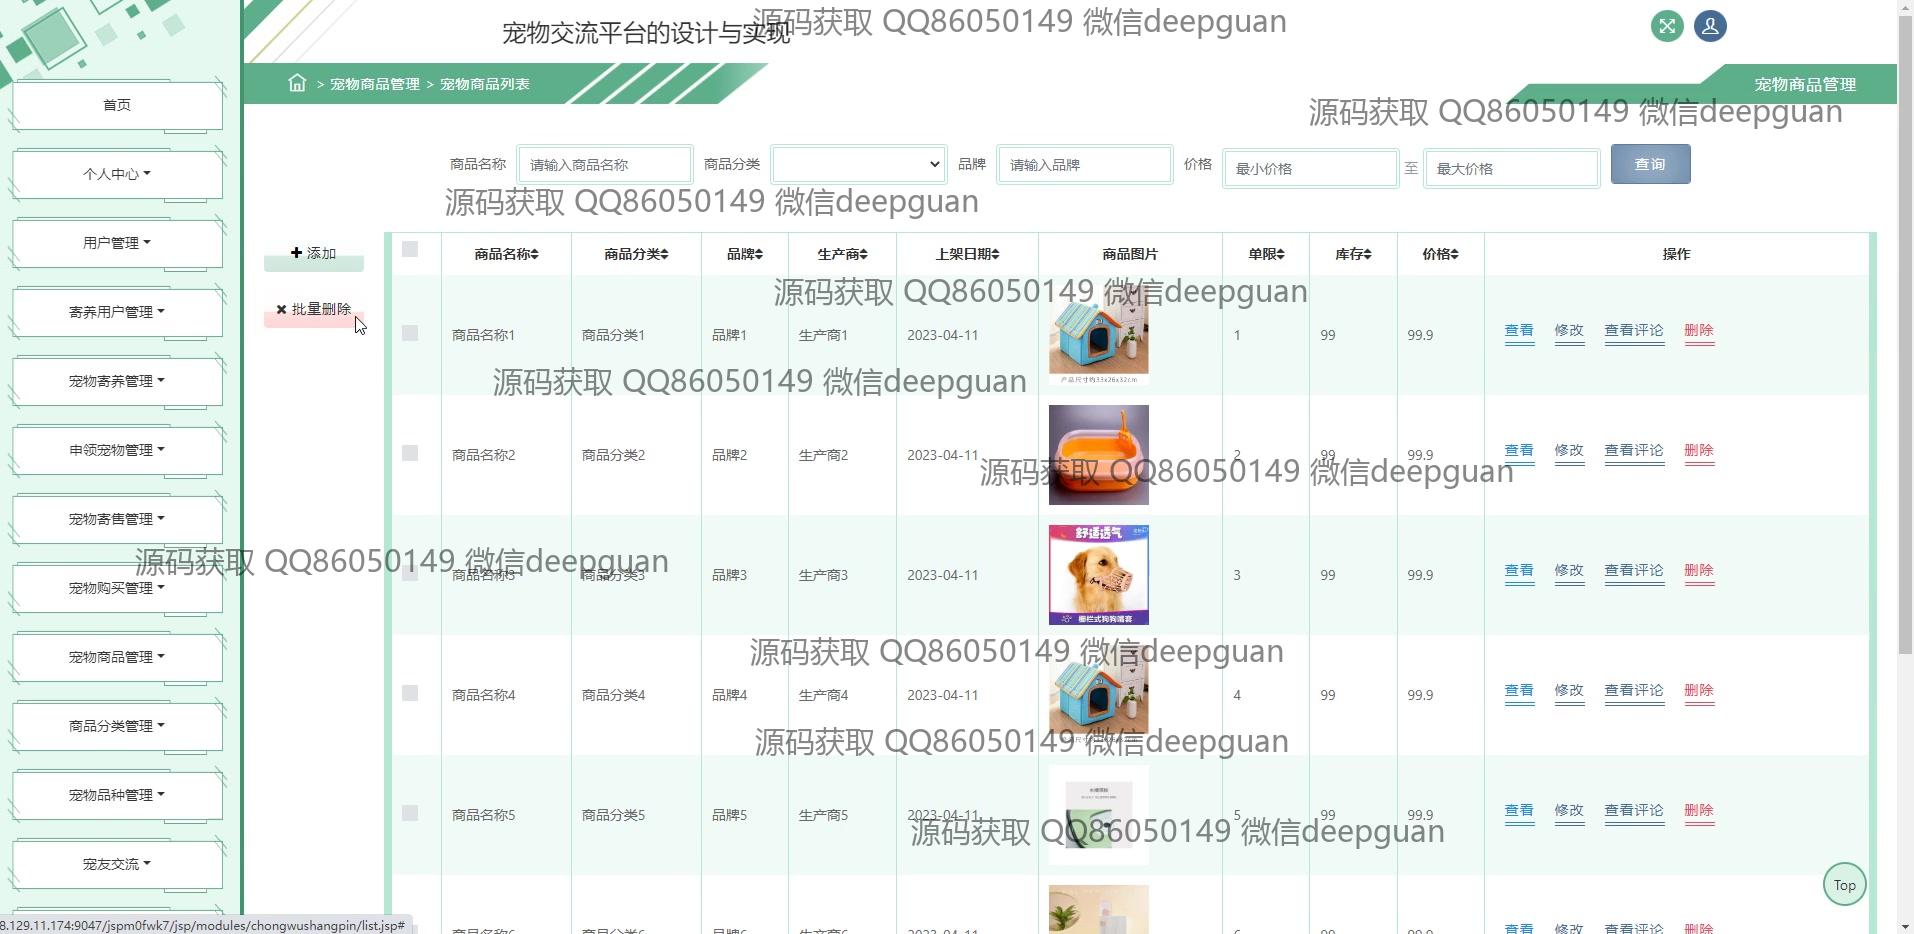 宠物交流平台的设计与实现
源码获取 QQ86050149 微信deepguan
> 宠物商品管理 > 宠物商品列表
宠物商品管理
源码获取 QQ86050149 微信deepguan
首页
个人中心
用户管理
寄养用户管理
宠物寄养管理
申领宠物管理
宠物寄售管理
宠物购买管理
宠物商品管理
商品分类管理
宠物品种管理
宠友交流
商品名称 请输入商品名称 商品分类 品牌 请输入品牌 价格 最小价格 至 最大价格 查询
源码获取 QQ86050149 微信deepguan
添加
批量删除
商品名称 商品分类 品牌 生产商 上架日期 商品图片 单限 库存 价格 操作
源码获取 QQ86050149 微信deepguan
商品名称1 商品分类1 品牌1 生产商1 2023-04-11 1 99 99.9 查看 修改 查看评论 删除
产品尺寸约33x26x32cm
源码获取 QQ86050149 微信deepguan
商品名称2 商品分类2 品牌2 生产商2 2023-04-11 2 99 99.9 查看 修改 查看评论 删除
源码获取 QQ86050149 微信deepguan
舒适透气
源码获取 QQ86050149 微信deepguan
商品名称3 商品分类3 品牌3 生产商3 2023-04-11 3 99 99.9 查看 修改 查看评论 删除
栅栏式狗狗嘴套
源码获取 QQ86050149 微信deepguan
商品名称4 商品分类4 品牌4 生产商4 2023-04-11 4 99 99.9 查看 修改 查看评论 删除
源码获取 QQ86050149 微信deepguan
商品名称5 商品分类5 品牌5 生产商5 2023-04-11 5 99 99.9 查看 修改 查看评论 删除
源码获取 QQ86050149 微信deepguan
Top
8.129.11.174:9047/jspm0fwk7/jsp/modules/chongwushangpin/list.jsp#